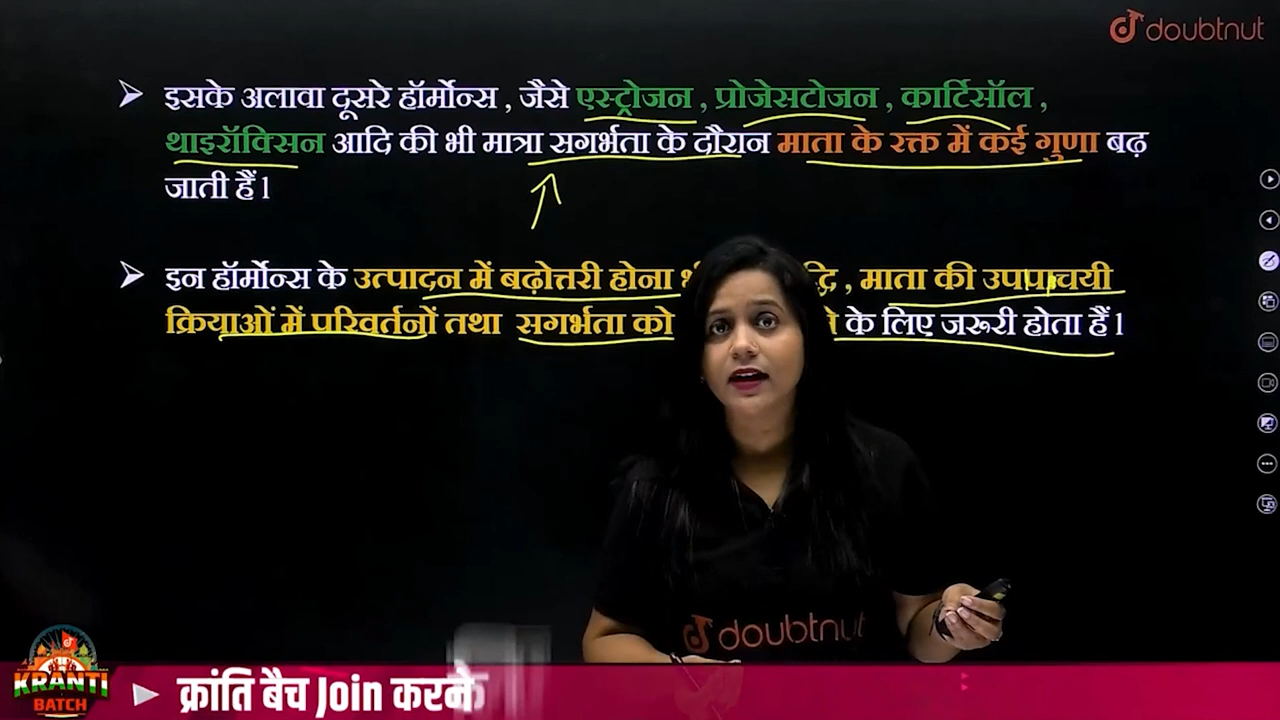 doubtnut
इसके अलावा दूसरे हॉर्मोन्स , जैसे एस्ट्रोजन , प्रोजेसटोजन , कार्टिसॉल ,
थाइरॉक्सिन आदि की भी मात्रा सगर्भता के दौरान माता के रक्त में कई गुणा बढ़
जाती हैं l
इन हॉर्मोन्स के उत्पादन में बढ़ोत्तरी होना , माता की उपापाचयी
क्रियाओं में परिवर्तनों तथा सगर्भता को के लिए जरूरी होता हैं l
doubtnut
KRANTI
BATCH
क्रांति बैच Join करने